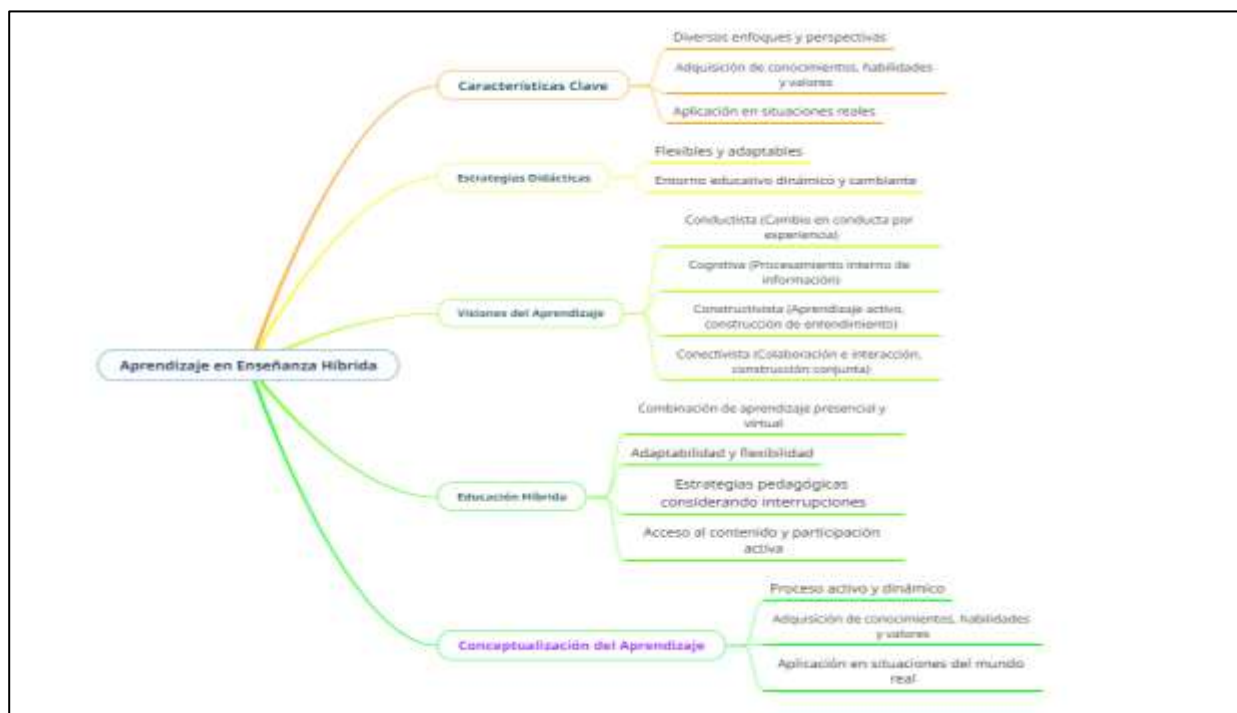 Diversos enfoques y perspectivas
Adquisición de conocimientos, habilidades
y valores
Características Clave
Aplicación en situaciones reales
Flexibles y adaptables
Estrategias Didácticas
Entorno educativo dinámico y cambiante
Conductista (Cambio en conducta por
experiencia)
Cognitiva (Procesamiento interno de
información)
Visiones del Aprendizaje
Constructivista (Aprendizaje activo,
construcción de entendimiento)
Conectivista (Colaboración e interacción,
construcción conjunta)
Aprendizaje en Enseñanza Híbrida
Combinación de aprendizaje presencial y
virtual
Adaptabilidad y flexibilidad
Educación Híbrida
Estrategias pedagógicas
considerando interrupciones
Acceso al contenido y participación
activa
Proceso activo y dinámico
Adquisición de conocimientos, habilidades
y valores
Conceptualización del Aprendizaje
Aplicación en situaciones del mundo
real